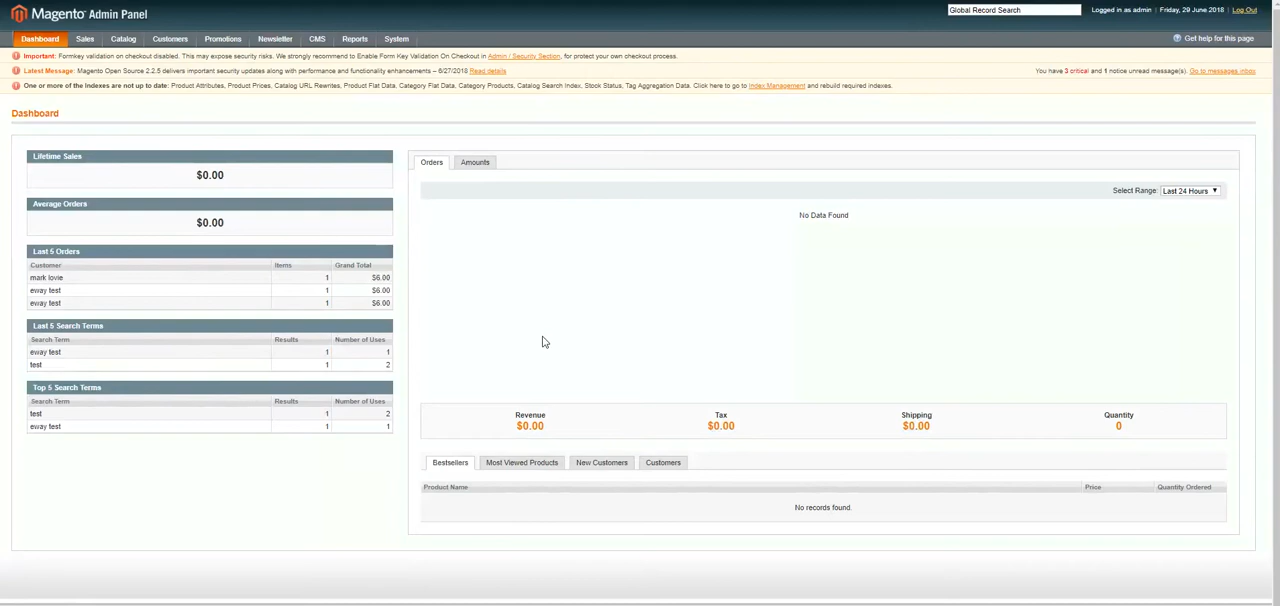 Magento Admin Panel
Global Record Search
Logged in as admin | Friday, 29 June 2018 | Log Out
Dashboard Sales Catalog Customers Promotions Newsletter CMS Reports System
Get help for this page
Important: Formkey validation on checkout disabled. This may expose security risks. We strongly recommend to Enable Form Key Validation On Checkout in Admin / Security Section, for protect your own checkout process.
Latest Message: Magento Open Source 2.2.5 delivers important security updates along with performance and functionality enhancements – 6/27/2018 Read details
You have 3 critical and 1 notice unread message(s). Go to messages inbox
One or more of the Indexes are not up to date: Product Attributes, Product Prices, Catalog URL Rewrites, Product Flat Data, Category Flat Data, Category Products, Catalog Search Index, Stock Status, Tag Aggregation Data. Click here to go to Index Management and rebuild required indexes.
Dashboard
Lifetime Sales
$0.00
Average Orders
$0.00
Last 5 Orders
Customer Items Grand Total
mark lovie 1 $6.00
eway test 1 $6.00
eway test 1 $6.00
Last 5 Search Terms
Search Term Results Number of Uses
eway test 1 1
test 1 2
Top 5 Search Terms
Search Term Results Number of Uses
test 1 2
eway test 1 1
Orders Amounts
Select Range: Last 24 Hours
No Data Found
Revenue Tax Shipping Quantity
$0.00 $0.00 $0.00 0
Bestsellers Most Viewed Products New Customers Customers
Product Name Price Quantity Ordered
No records found.